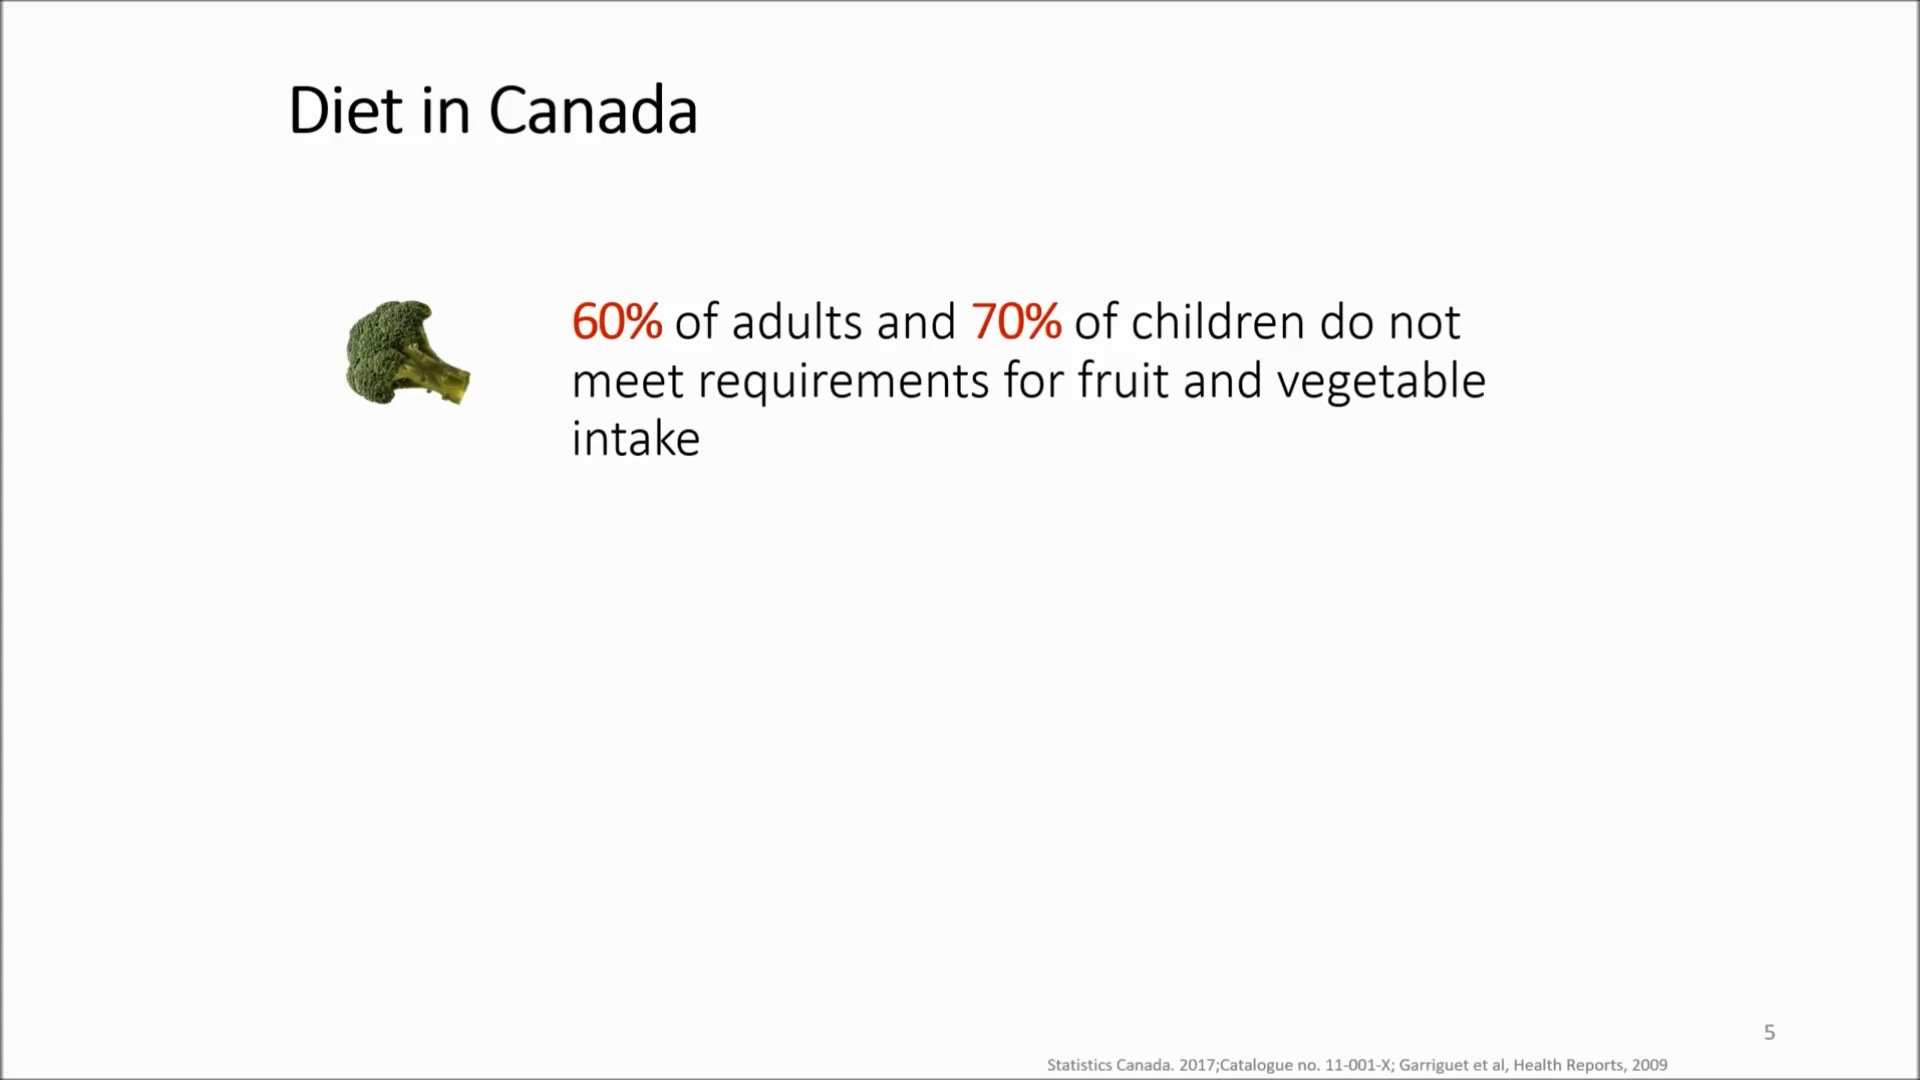 Diet in Canada
60% of adults and 70% of children do not
meet requirements for fruit and vegetable
intake
5
Statistics Canada. 2017;Catalogue no. 11-001-X; Garriguet et al, Health Reports, 2009